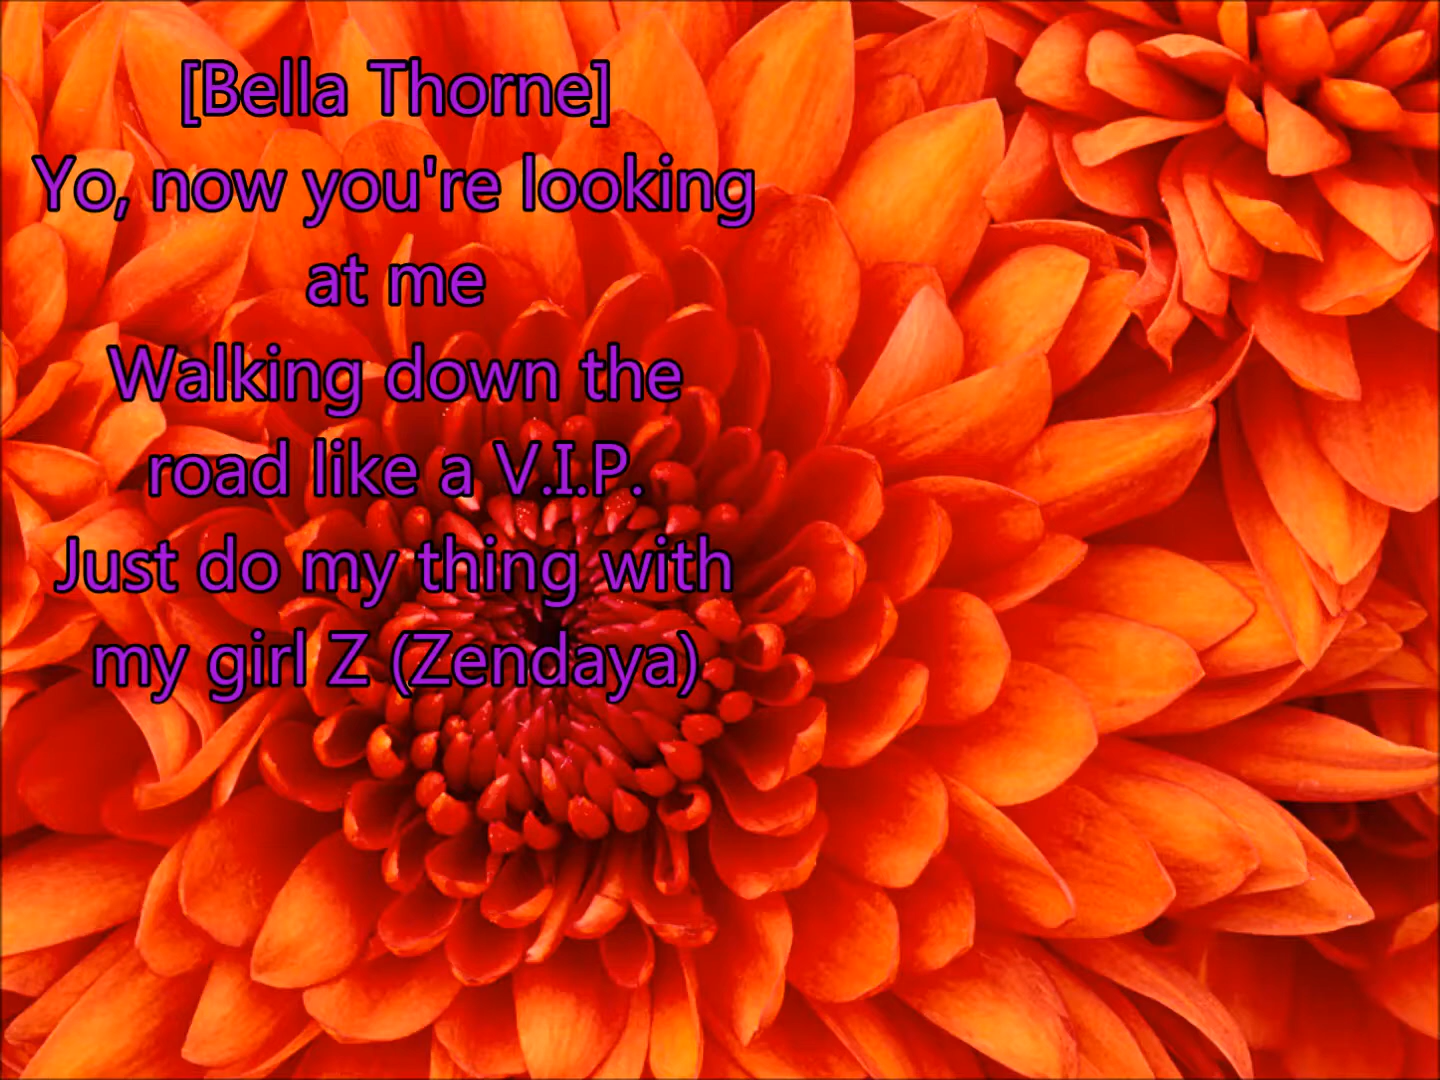 [Bella Thorne]
Yo, now you're looking
at me
Walking down the
road like a V.I.P.
Just do my thing with
my girl Z (Zendaya)